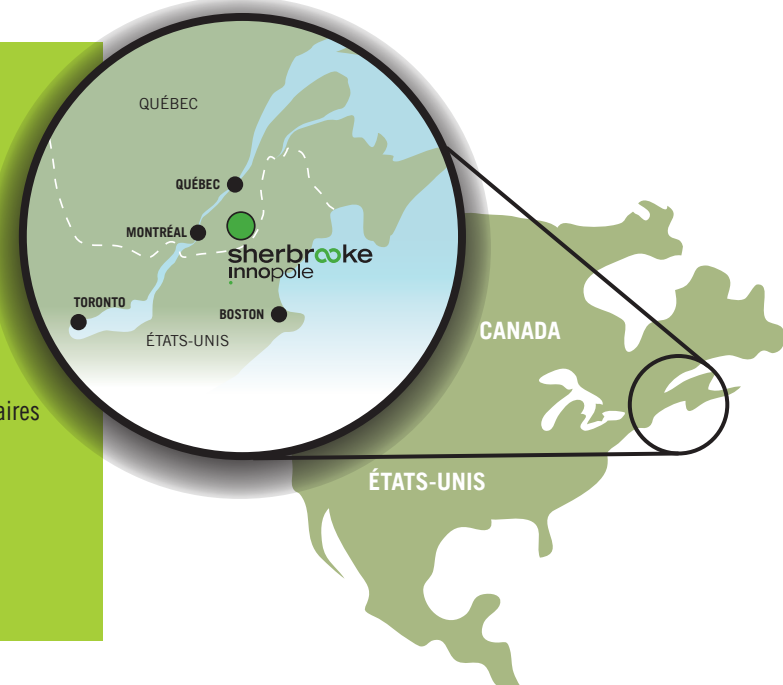 QUÉBEC
QUÉBEC
MONTRÉAL
sherbrooke
innopole
TORONTO
BOSTON
ÉTATS-UNIS
CANADA
aires
ÉTATS-UNIS